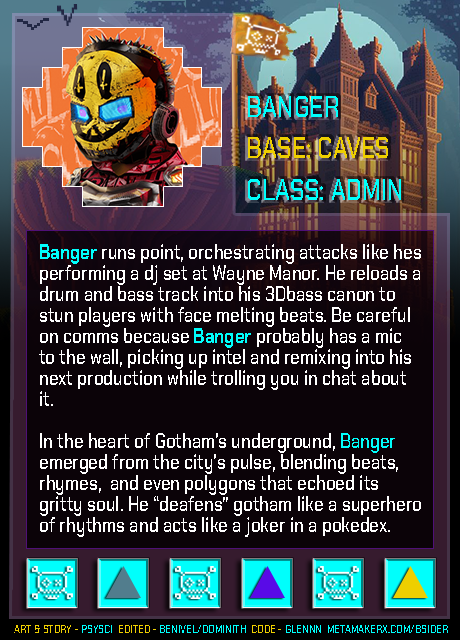 BANGER
BASE: CAVES
CLASS: ADMIN
Banger runs point, orchestrating attacks like hes
performing a dj set at Wayne Manor. He reloads a
drum and bass track into his 3Dbass canon to
stun players with face melting beats. Be careful
on comms because Banger probably has a mic
to the wall, picking up intel and remixing into his
next production while trolling you in chat about
it.
In the heart of Gotham's underground, Banger
emerged from the city's pulse, blending beats,
rhymes, and even polygons that echoed its
gritty soul. He "deafens" gotham like a superhero
of rhythms and acts like a joker in a pokedex.
ART & STORY - PSYSCI EDITED - BENIVEL/DOMINITH CODE - GLENNN METAMAKERX.COM/BSIDER